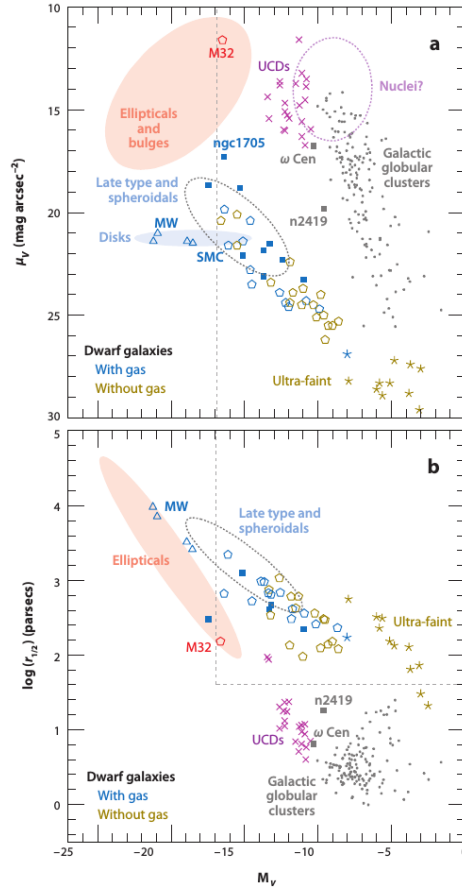 10
a
M32
UCDs
Nuclei?
Ellipticals
and
bulges
15
ngc1705
ω Cen
Late type and
spheroidals
Galactic
globular
clusters
MW
n2419
20
Disks
SMC
μV (mag arcsec−2)
25
Dwarf galaxies
With gas
Without gas
Ultra-faint
30
5
b
MW
Late type and
spheroidals
4
Ellipticals
3
Ultra-faint
M32
2
log (r1/2) (parsecs)
n2419
UCDs
ω Cen
1
Galactic
globular
clusters
Dwarf galaxies
With gas
Without gas
0
−25 −20 −15 −10 −5
Mv